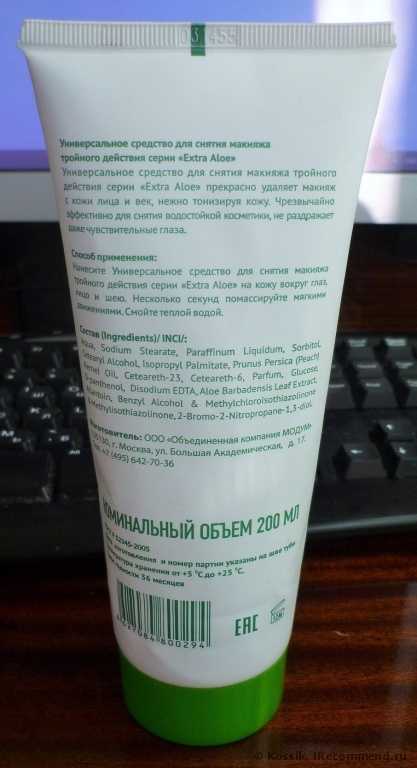 03 455
Универсальное средство для снятия макияжа
тройного действия серии «Extra Aloe»
Универсальное средство для снятия макияжа тройного
действия серии «Extra Aloe» прекрасно удаляет макияж
с кожи лица и век, нежно тонизируя кожу. Чрезвычайно
эффективно для снятия водостойкой косметики, не раздражает
даже чувствительные глаза.
Способ применения:
Нанесите Универсальное средство для снятия макияжа
тройного действия серии «Extra Aloe» на кожу вокруг глаз,
лицо и шею. Несколько секунд помассируйте мягкими
движениями. Смойте теплой водой.
Состав (Ingredients)/ INCI/:
Aqua, Sodium Stearate, Paraffinum Liquidum, Sorbitol,
Cetearyl Alcohol, Isopropyl Palmitate, Prunus Persica (Peach)
Kernel Oil, Ceteareth-23, Ceteareth-6, Parfum, Glucose,
D-panthenol, Disodium EDTA, Aloe Barbadensis Leaf Extract,
Benzyl Alcohol & Methylchloroisothiazolinone
Methylisothiazolinone, 2-Bromo-2-Nitropropane-1,3-diol.
Изготовитель: ООО «Объединенная компания МОДУМ»
г. Москва, ул. Большая Академическая, д. 17.
+7 (495) 642-70-36
НОМИНАЛЬНЫЙ ОБЪЕМ 200 МЛ
изготовления и номер партии указаны на шве тубы
хранения от +5 °С до +25 °С.
36 месяцев
EAC
© Kossik, IRecommend.ru